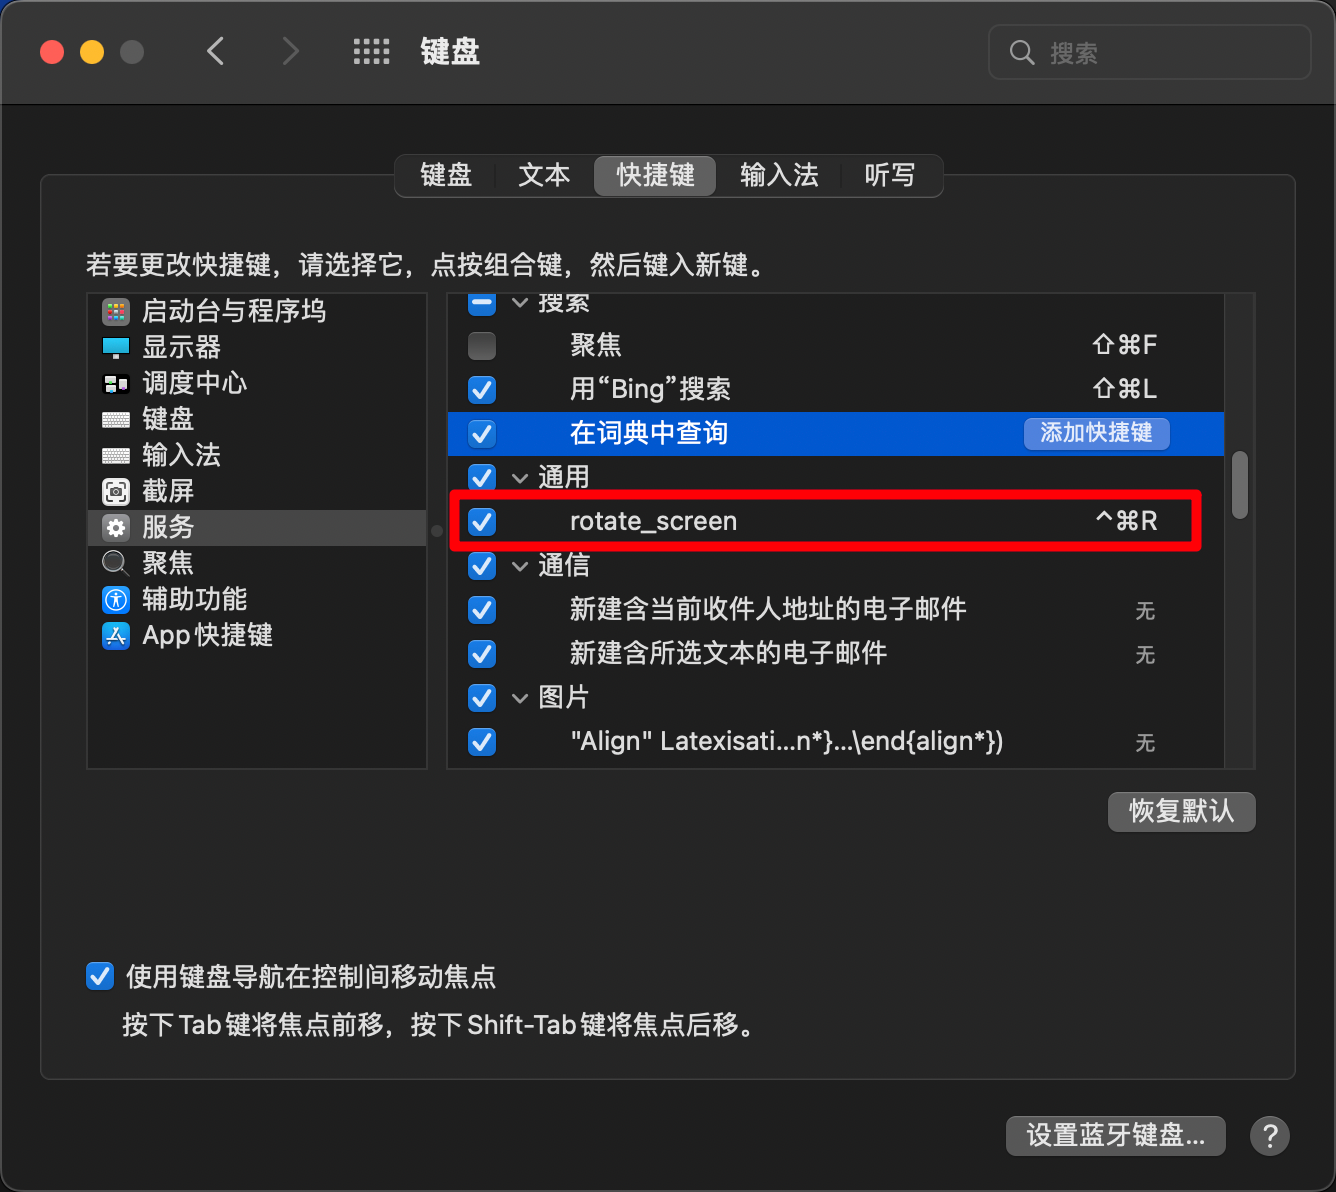 键盘
搜索
键盘 文本 快捷键 输入法 听写
若要更改快捷键，请选择它，点按组合键，然后键入新键。
启动台与程序坞
显示器
调度中心
键盘
输入法
截屏
服务
聚焦
辅助功能
App 快捷键
搜索
聚焦 ⇧⌘F
用“Bing”搜索 ⇧⌘L
在词典中查询 添加快捷键
通用
rotate_screen ^⌘R
通信
新建含当前收件人地址的电子邮件 无
新建含所选文本的电子邮件 无
图片
"Align" Latexisati...n*}...\end{align*}) 无
恢复默认
使用键盘导航在控制间移动焦点
按下 Tab 键将焦点前移，按下 Shift-Tab 键将焦点后移。
设置蓝牙键盘... ?